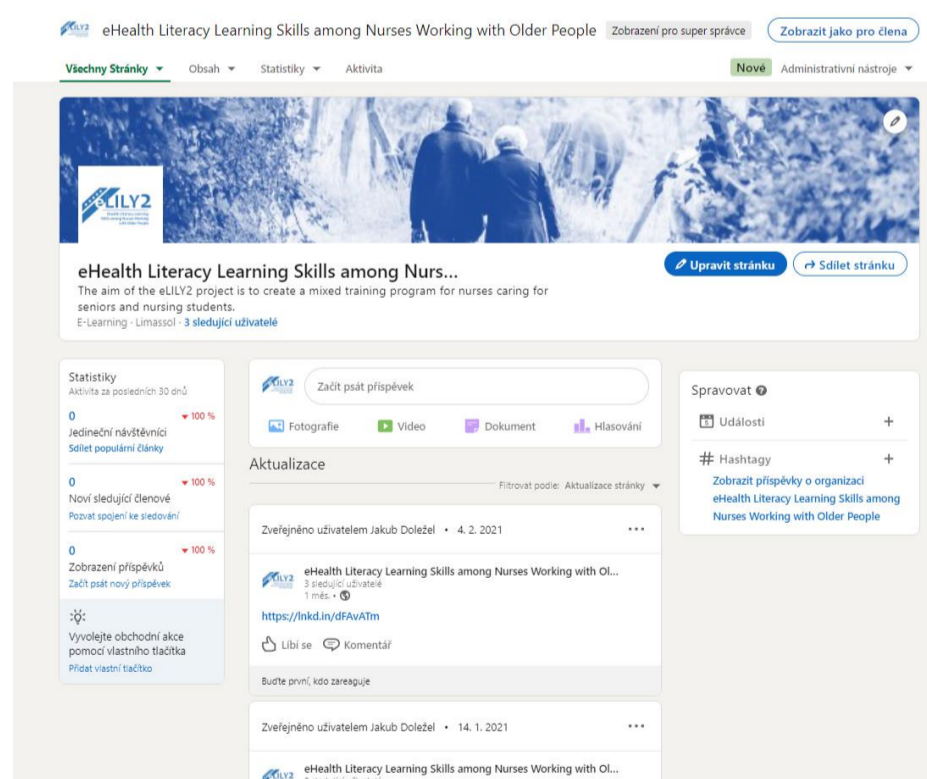 eHealth Literacy Learning Skills among Nurses Working with Older People Zobrazení pro super správce Zobrazit jako pro člena
Všechny Stránky Obsah Statistiky Aktivita Nové Administrativní nástroje
eLILY2
eHealth Literacy Learning Skills among Nurs...
Upravit stránku Sdílet stránku
The aim of the eLILY2 project is to create a mixed training program for nurses caring for
seniors and nursing students.
E-Learning · Limassol · 3 sledující uživatelé
Statistiky
Aktivita za posledních 30 dnů
0 100 %
Jedineční návštěvníci
Sdílet populární články
0 100 %
Noví sledující členové
Pozvat spojení ke sledování
0 100 %
Zobrazení příspěvků
Začít psát nový příspěvek
Vyvolejte obchodní akce
pomocí vlastního tlačítka
Přidat vlastní tlačítko
Začít psát příspěvek
Fotografie Video Dokument Hlasování
Aktualizace
Filtrovat podle: Aktualizace stránky
Zveřejněno uživatelem Jakub Doležel • 4. 2. 2021
eHealth Literacy Learning Skills among Nurses Working with Ol...
3 sledující uživatelé
1 měs. •
https://lnkd.in/dFAvATm
Líbí se Komentář
Buďte první, kdo zareaguje
Zveřejněno uživatelem Jakub Doležel • 14. 1. 2021
eHealth Literacy Learning Skills among Nurses Working with Ol...
Spravovat
Události
Hashtagy
Zobrazit příspěvky o organizaci
eHealth Literacy Learning Skills among
Nurses Working with Older People